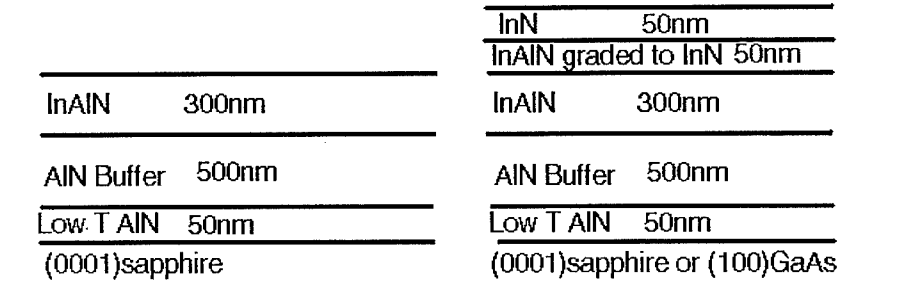 InAlN 300nm
AlN Buffer 500nm
Low T AlN 50nm
(0001)sapphire
InN 50nm
InAlN graded to InN 50nm
InAlN 300nm
AlN Buffer 500nm
Low T AlN 50nm
(0001)sapphire or (100)GaAs